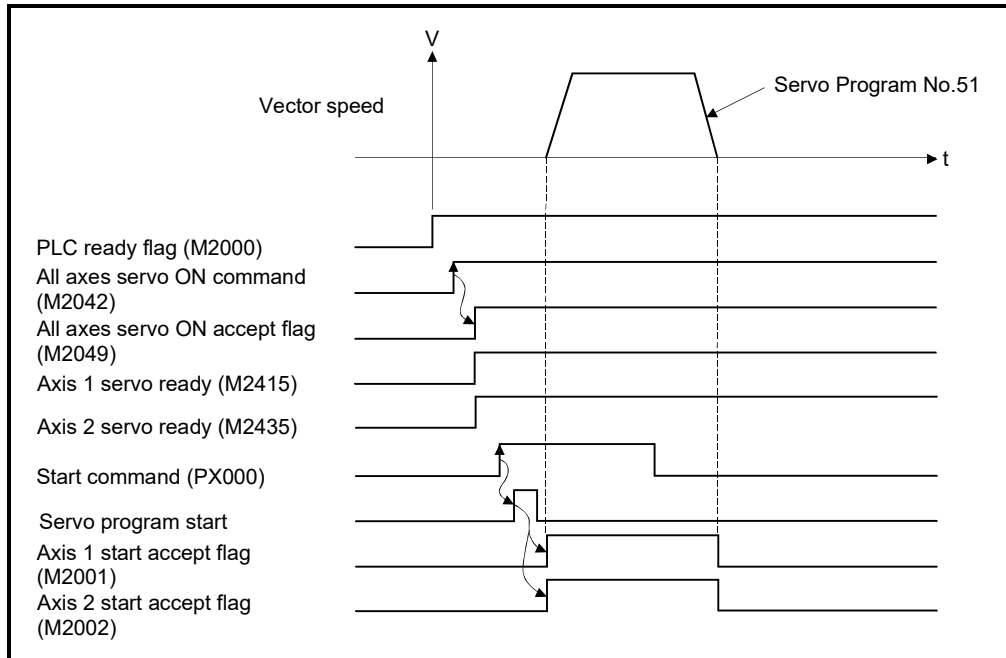 V
Servo Program No.51
Vector speed
t
PLC ready flag (M2000)
All axes servo ON command
(M2042)
All axes servo ON accept flag
(M2049)
Axis 1 servo ready (M2415)
Axis 2 servo ready (M2435)
Start command (PX000)
Servo program start
Axis 1 start accept flag
(M2001)
Axis 2 start accept flag
(M2002)